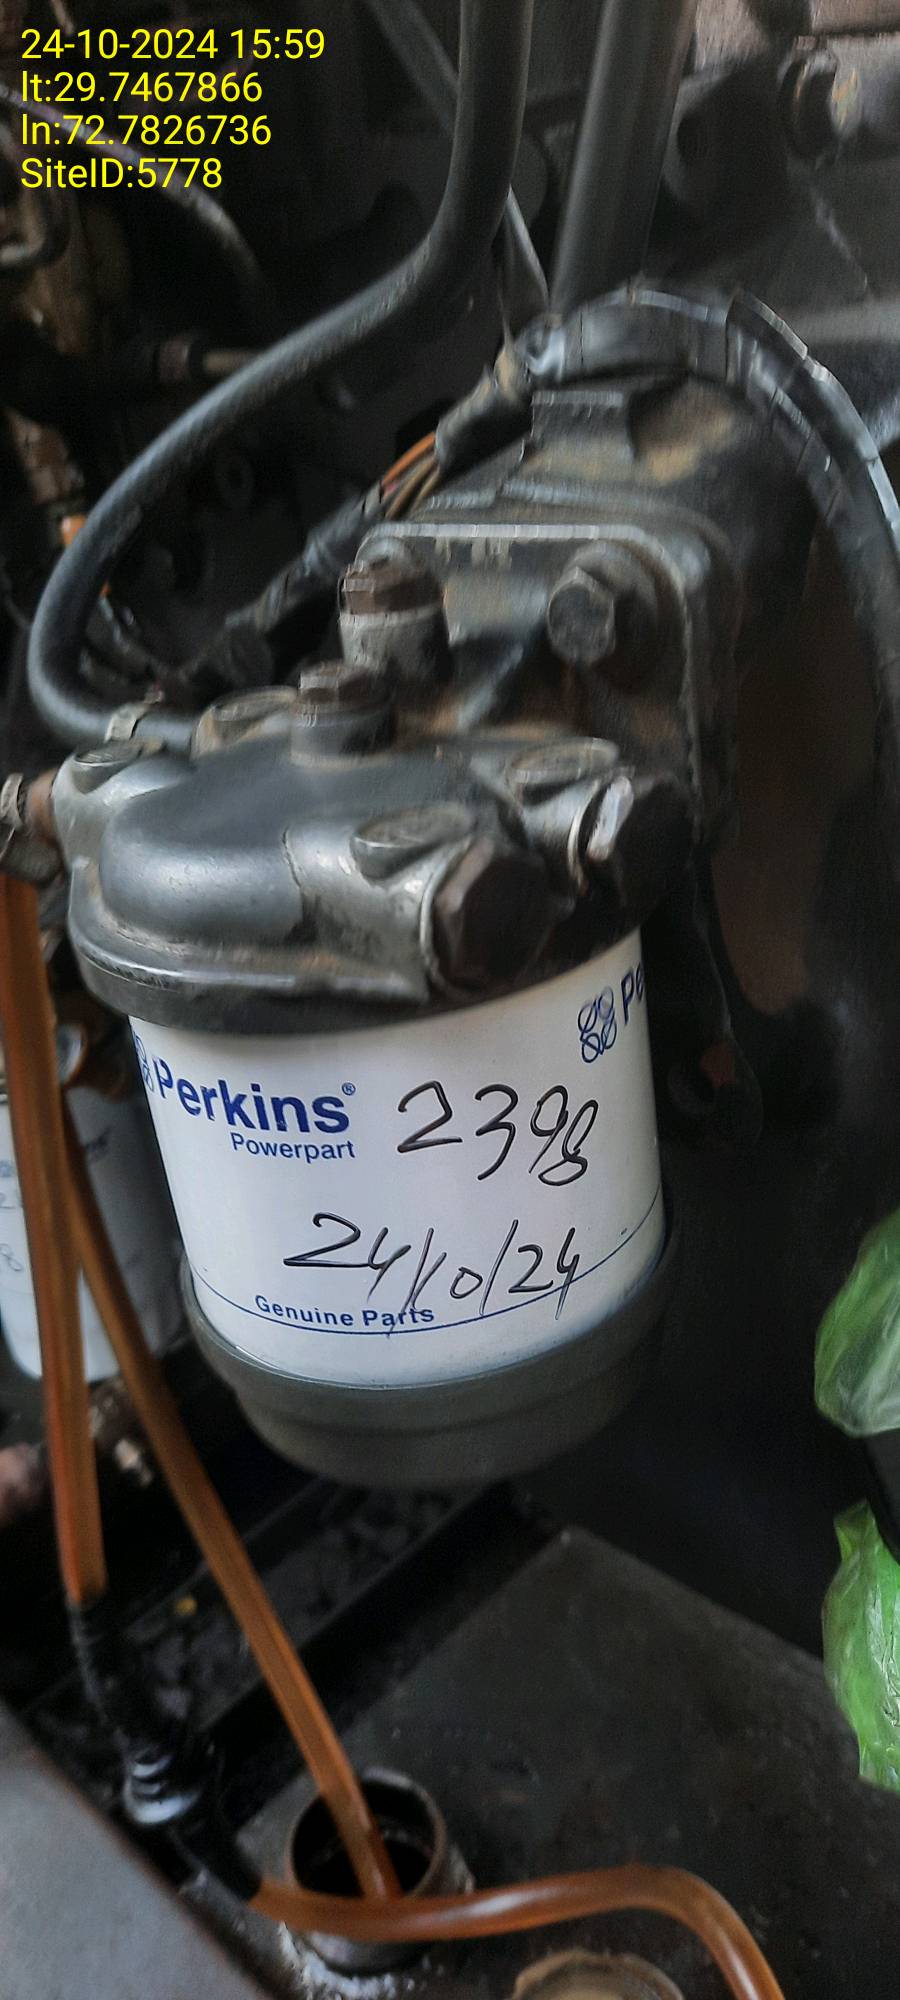 24-10-2024 15:59
lt:29.7467866
ln:72.7826736
SiteID:5778
Pe
Perkins®
Powerpart
2398
24/10/24
Genuine Parts